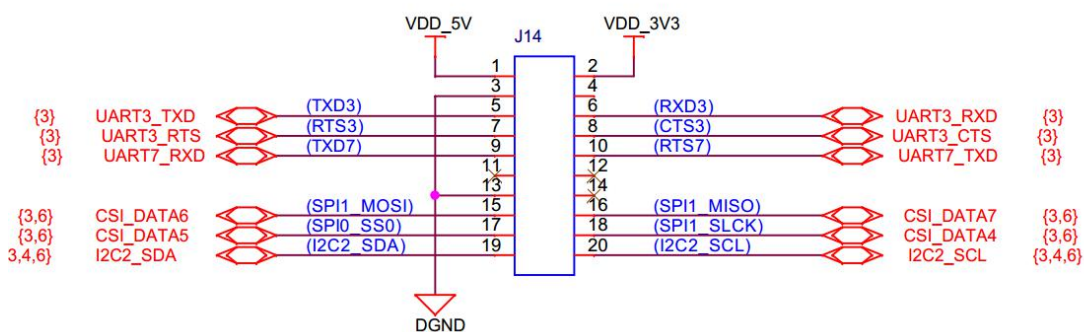 VDD_5V VDD_3V3
J14
1 2
3 4
{3} UART3_TXD (TXD3) 5 6 (RXD3) UART3_RXD {3}
{3} UART3_RTS (RTS3) 7 8 (CTS3) UART3_CTS {3}
{3} UART7_RXD (TXD7) 9 10 (RTS7) UART7_TXD {3}
11 12
13 14
{3,6} CSI_DATA6 (SPI1_MOSI) 15 16 (SPI1_MISO) CSI_DATA7 {3,6}
{3,6} CSI_DATA5 (SPI0_SS0) 17 18 (SPI1_SLCK) CSI_DATA4 {3,6}
3,4,6} I2C2_SDA (I2C2_SDA) 19 20 (I2C2_SCL) I2C2_SCL {3,4,6}
DGND